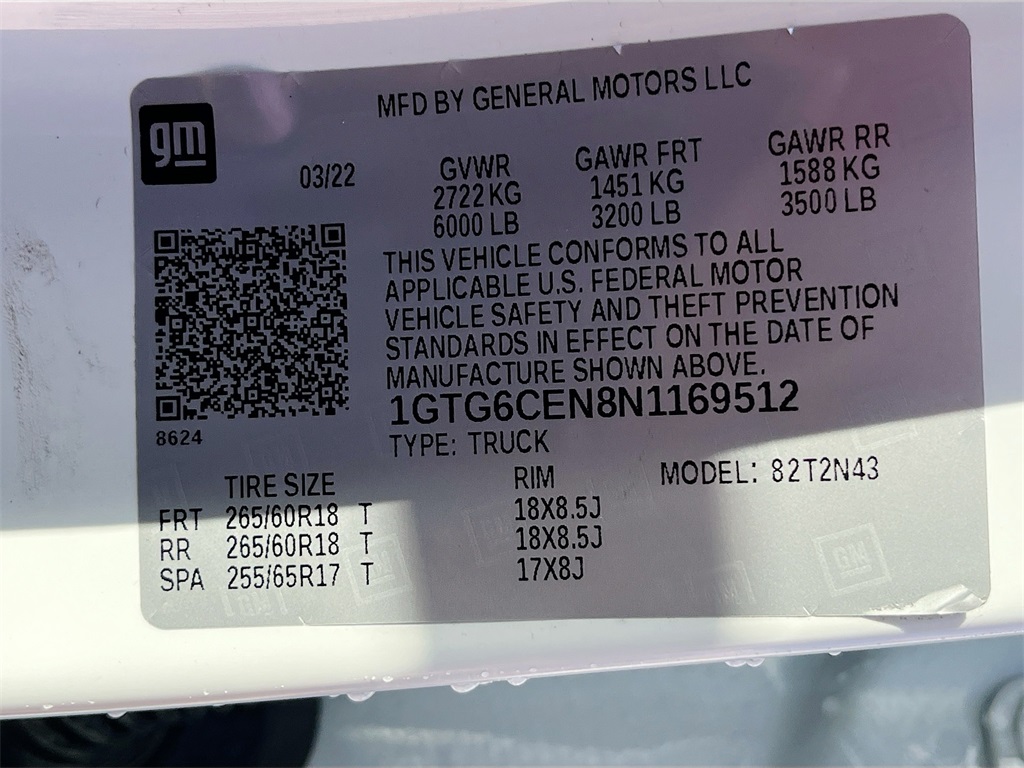 MFD BY GENERAL MOTORS LLC
gm
03/22
GVWR GAWR FRT GAWR RR
2722 KG 1451 KG 1588 KG
6000 LB 3200 LB 3500 LB
THIS VEHICLE CONFORMS TO ALL
APPLICABLE U.S. FEDERAL MOTOR
VEHICLE SAFETY AND THEFT PREVENTION
STANDARDS IN EFFECT ON THE DATE OF
MANUFACTURE SHOWN ABOVE.
1GTG6CEN8N1169512
8624
TYPE: TRUCK
TIRE SIZE RIM MODEL: 82T2N43
FRT 265/60R18 T 18X8.5J
RR 265/60R18 T 18X8.5J
SPA 255/65R17 T 17X8J
GM